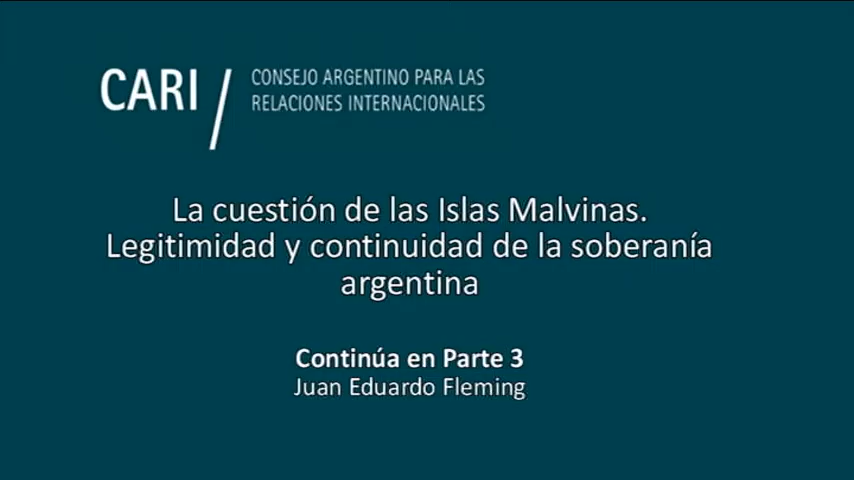 CARI/
CONSEJO ARGENTINO PARA LAS
RELACIONES INTERNACIONALES
La cuestión de las Islas Malvinas.
Legitimidad y continuidad de la soberanía
argentina
Continúa en Parte 3
Juan Eduardo Fleming